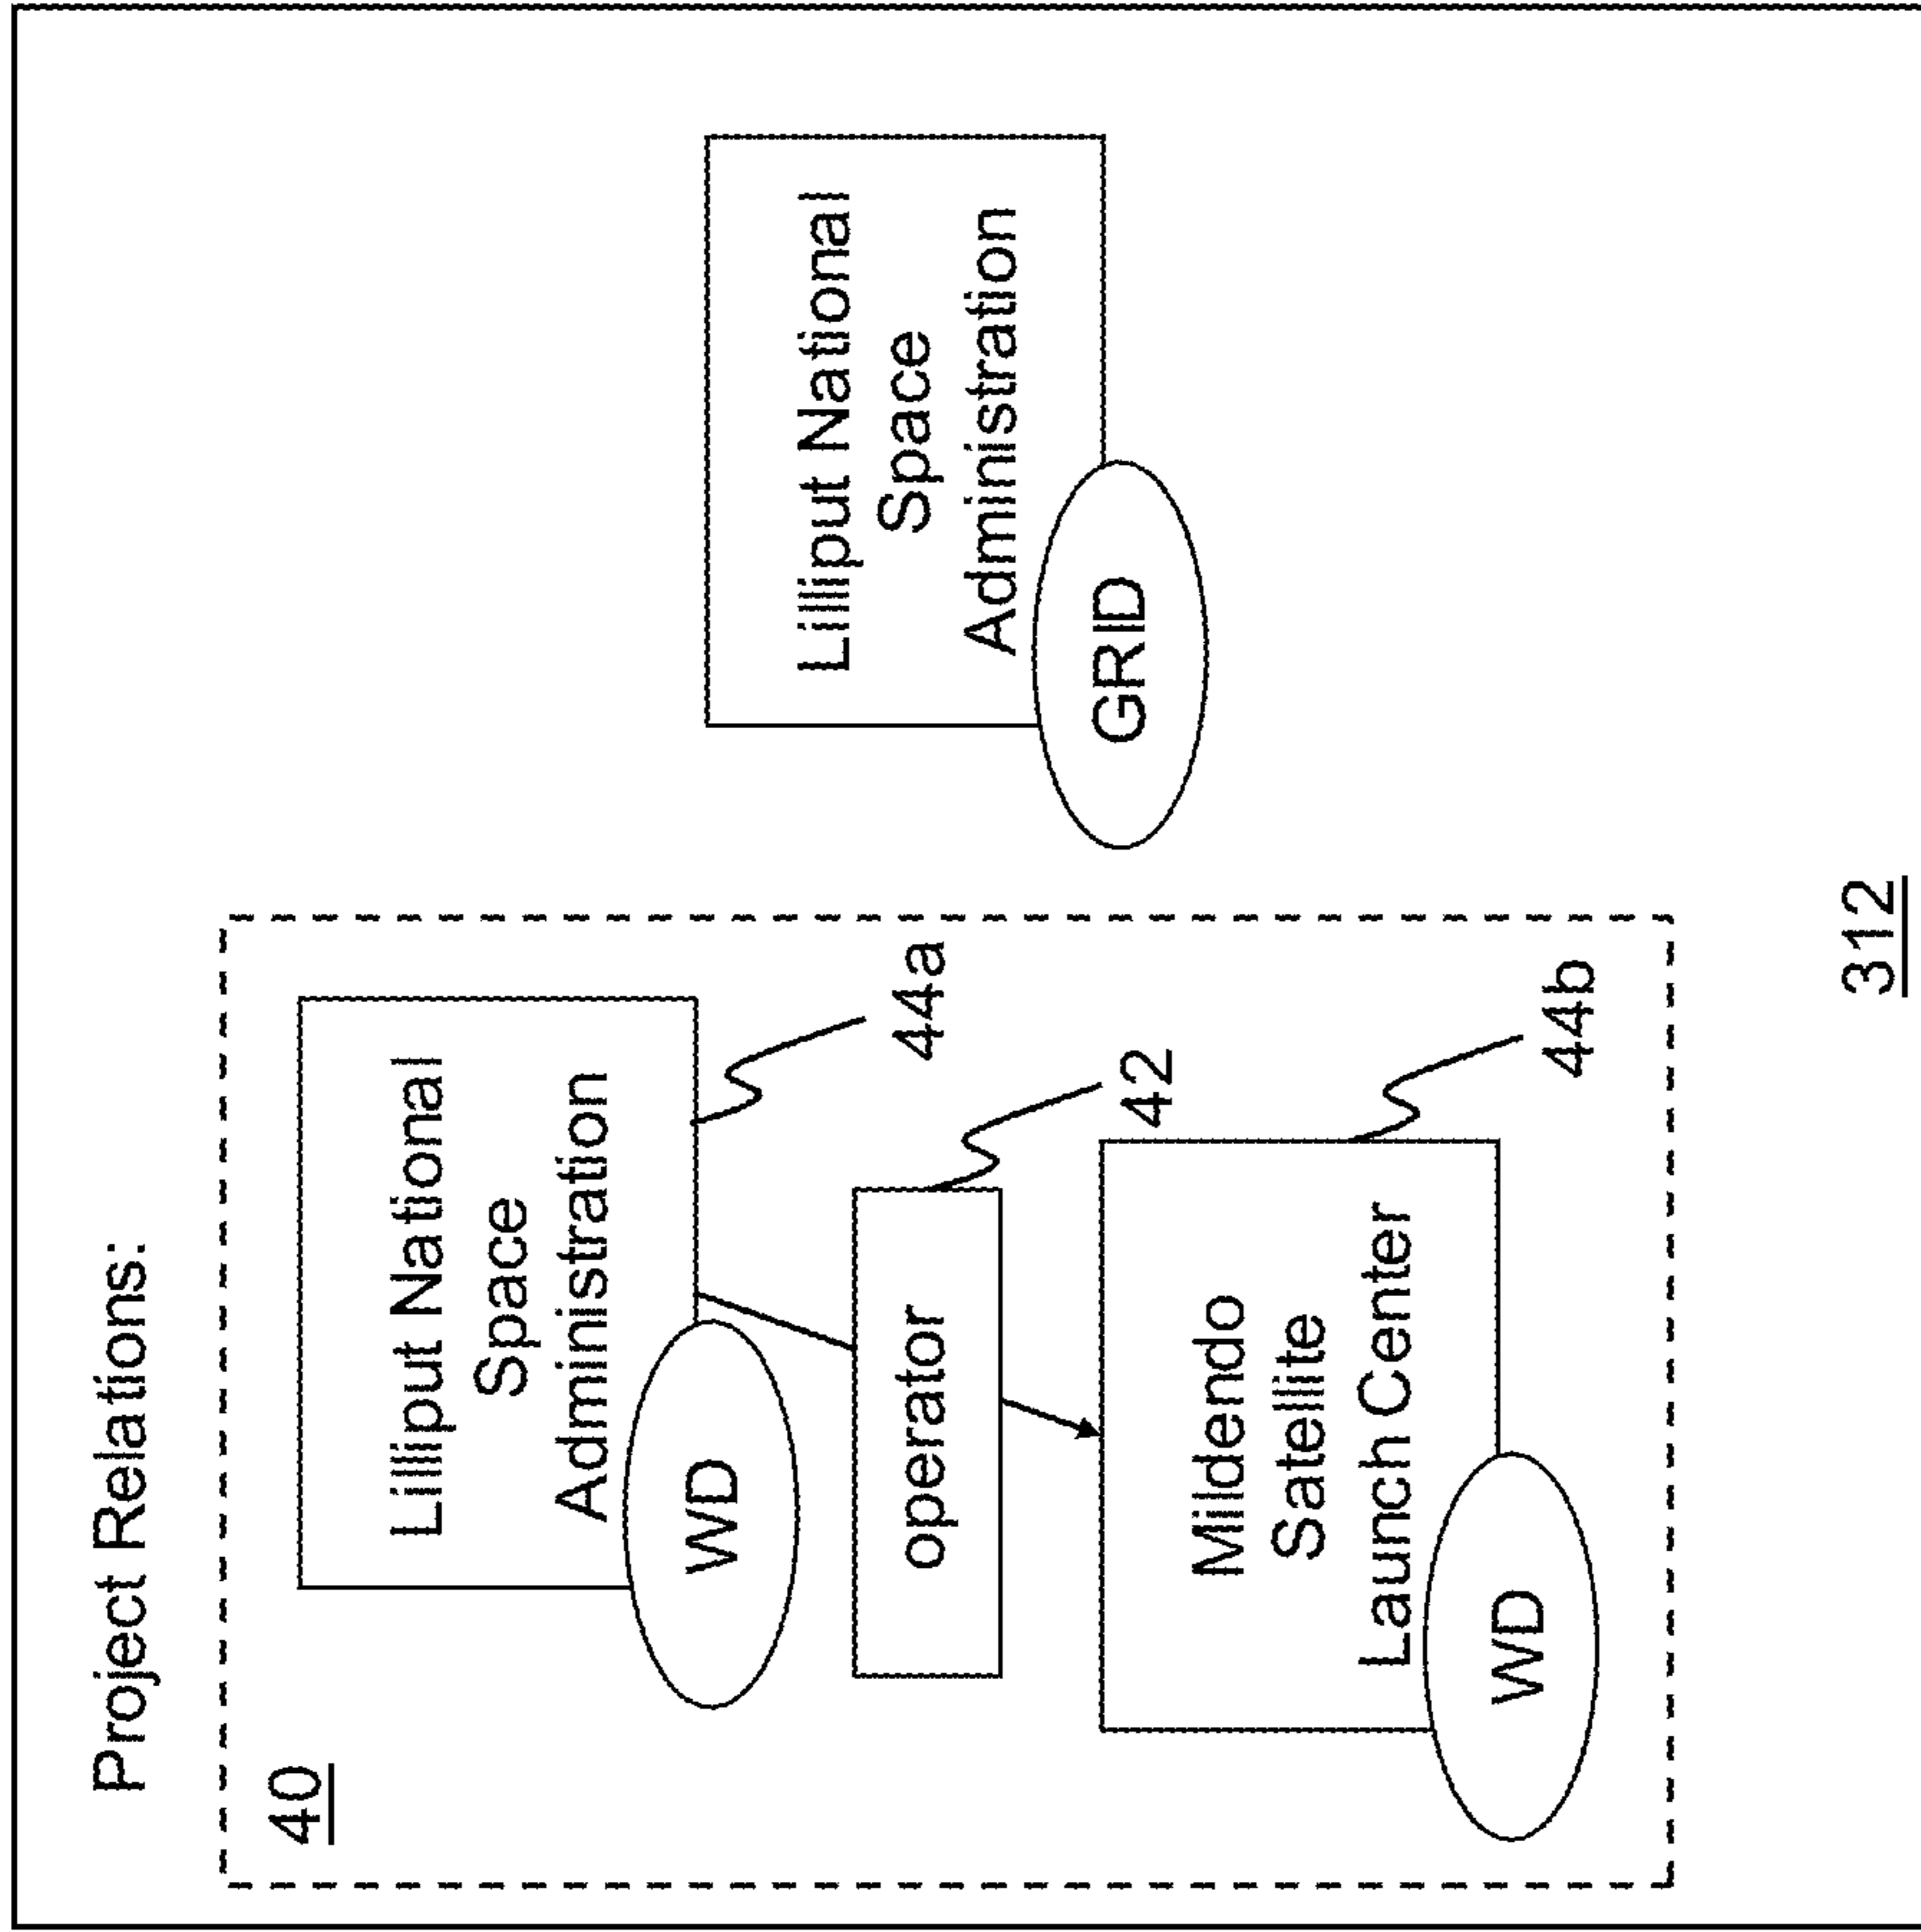 Project Relations:
40
Lilliput National
Space
Administration
WD
44a
operator
42
Mildendo
Satellite
Launch Center
WD
44b
Lilliput National
Space
Administration
GRID
312